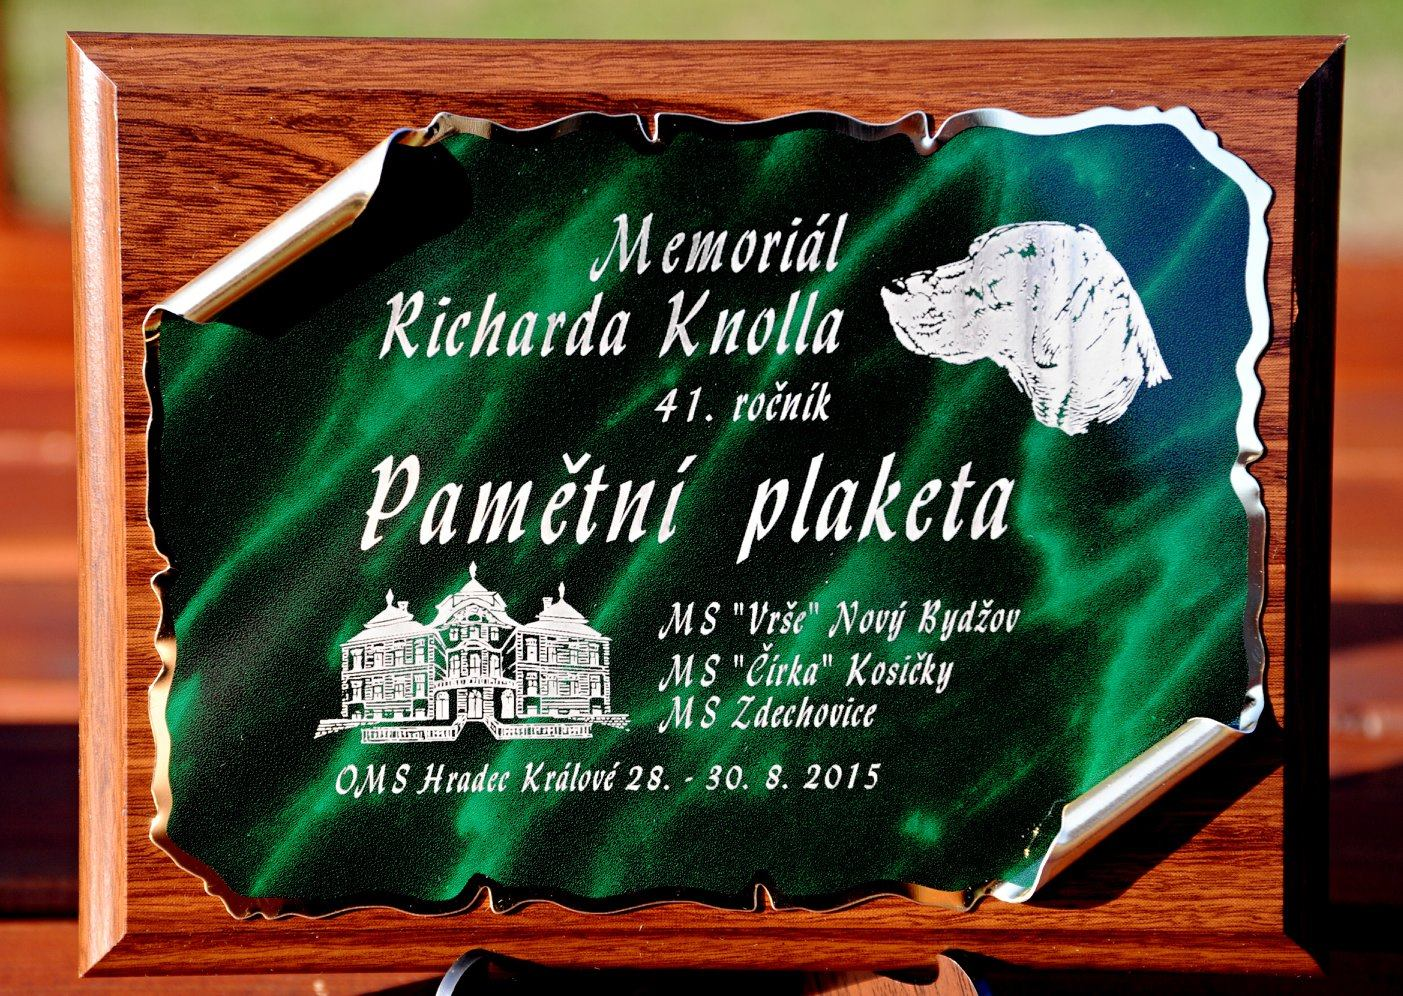 Memoriál
Richarda Knolla
41. ročník
Pamětní plaketa
MS "Vrše" Nový Bydžov
MS "Čírka" Kosičky
MS Zdechovice
OMS Hradec Králové 28. - 30. 8. 2015